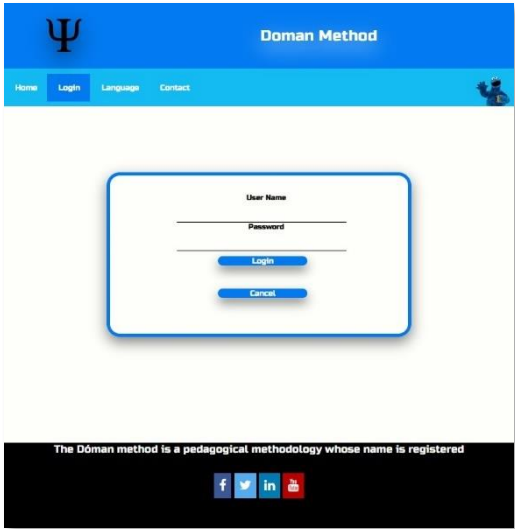 Ψ
Doman Method
Home Login Language Contact
User Name
Password
Login
Cancel
The Dóman method is a pedagogical methodology whose name is registered